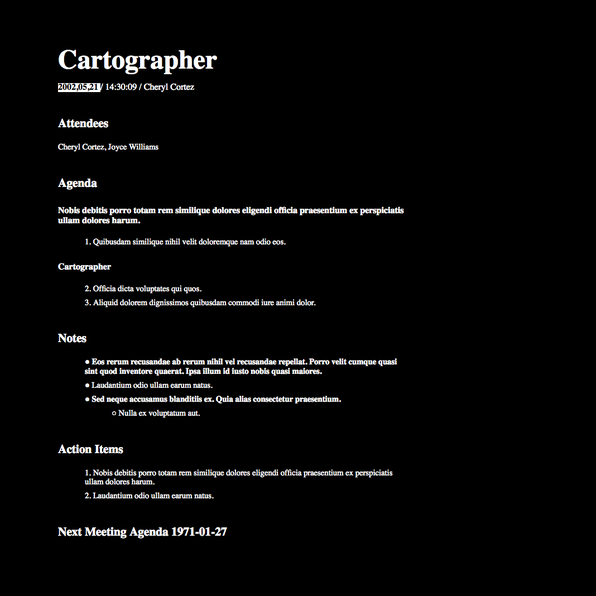 Cartographer
2002.05.21 / 14:30:09 / Cheryl Cortez
Attendees
Cheryl Cortez, Joyce Williams
Agenda
Nobis debitis porro totam rem similique dolores eligendi officia praesentium ex perspiciatis
ullam dolores harum.
1. Quibusdam similique nihil velit doloremque nam odio eos.
Cartographer
2. Officia dicta voluptates qui quos.
3. Aliquid dolorem dignissimos quibusdam commodi iure animi dolor.
Notes
● Eos rerum recusandae ab rerum nihil vel recusandae repellat. Porro velit cumque quasi
sint quod inventore quaerat. Ipsa illum id iusto nobis quasi maiores.
● Laudantium odio ullam earum natus.
● Sed neque accusamus blanditiis ex. Quia alias consectetur praesentium.
○ Nulla ex voluptatum aut.
Action Items
1. Nobis debitis porro totam rem similique dolores eligendi officia praesentium ex perspiciatis
ullam dolores harum.
2. Laudantium odio ullam earum natus.
Next Meeting Agenda 1971-01-27